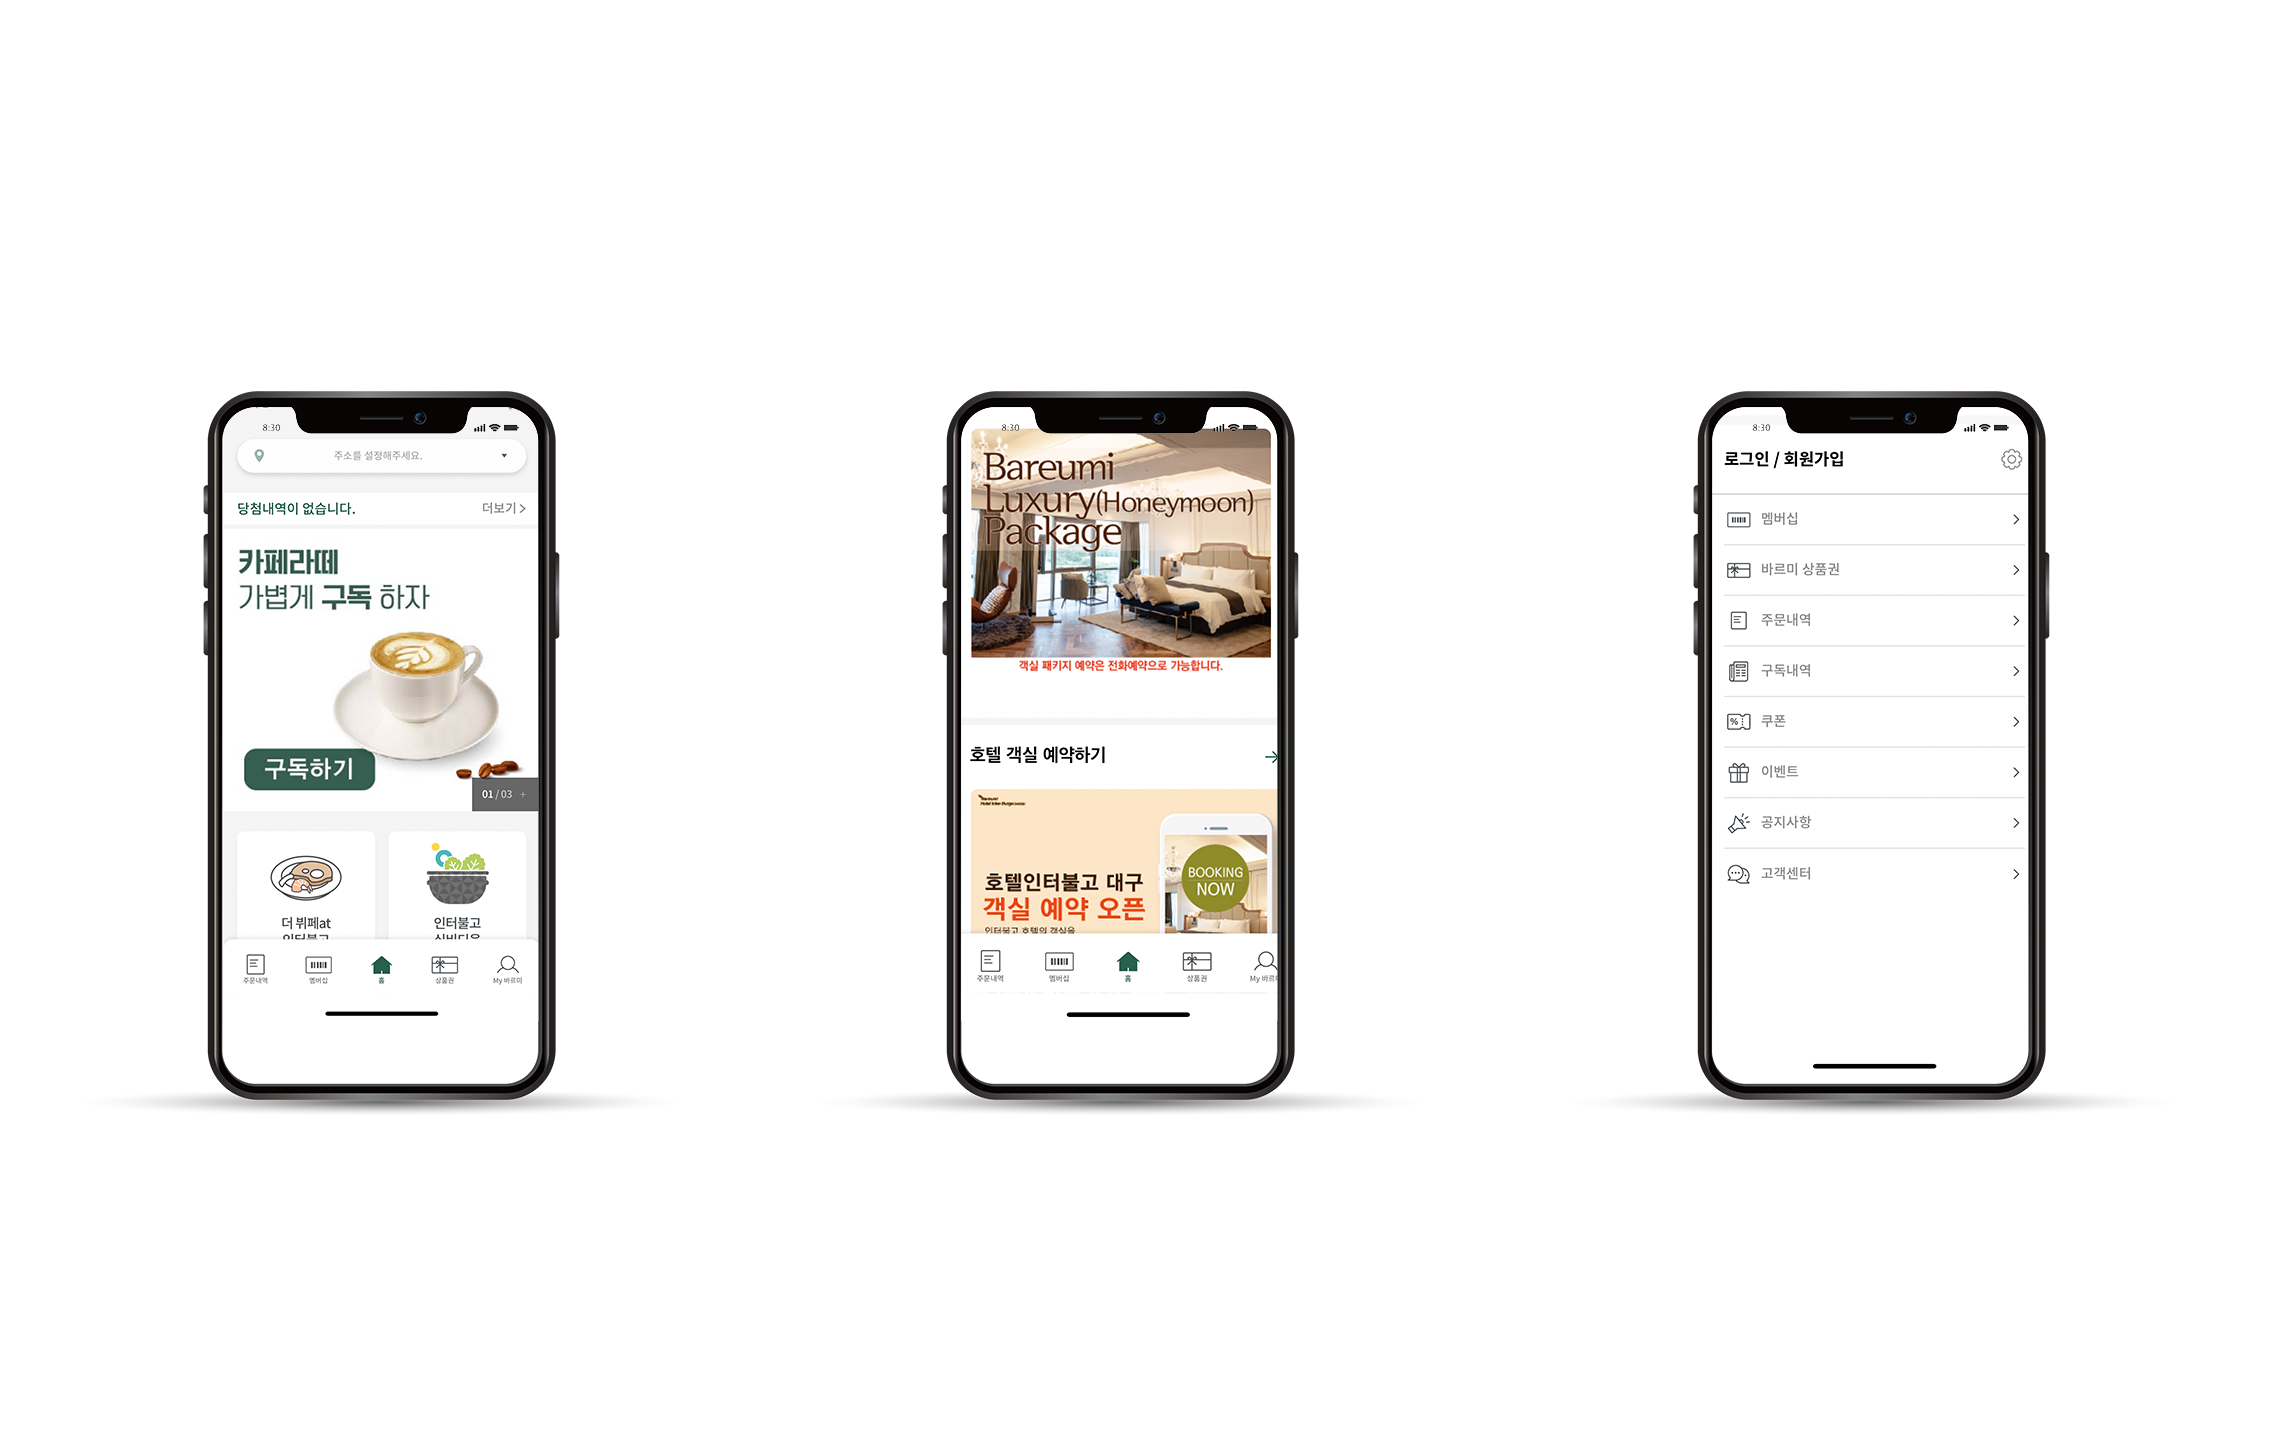 8:30
주소를 설정해주세요.
당첨내역이 없습니다.
더보기
카페라떼
가볍게 구독 하자
구독하기
01 / 03 +
더 뷔페at
인터불고
인터불고
주문내역
멤버십
홈
상품권
My 바르미
8:30
Bareumi
Luxury(Honeymoon)
Package
객실 패키지 예약은 전화예약으로 가능합니다.
호텔 객실 예약하기
Bareumi
BOOKING
NOW
호텔인터불고 대구
객실 예약 오픈
인터불고 호텔의 객실을
주문내역
멤버십
홈
상품권
My 바르
8:30
로그인 / 회원가입
멤버십
바르미 상품권
주문내역
구독내역
쿠폰
이벤트
공지사항
고객센터